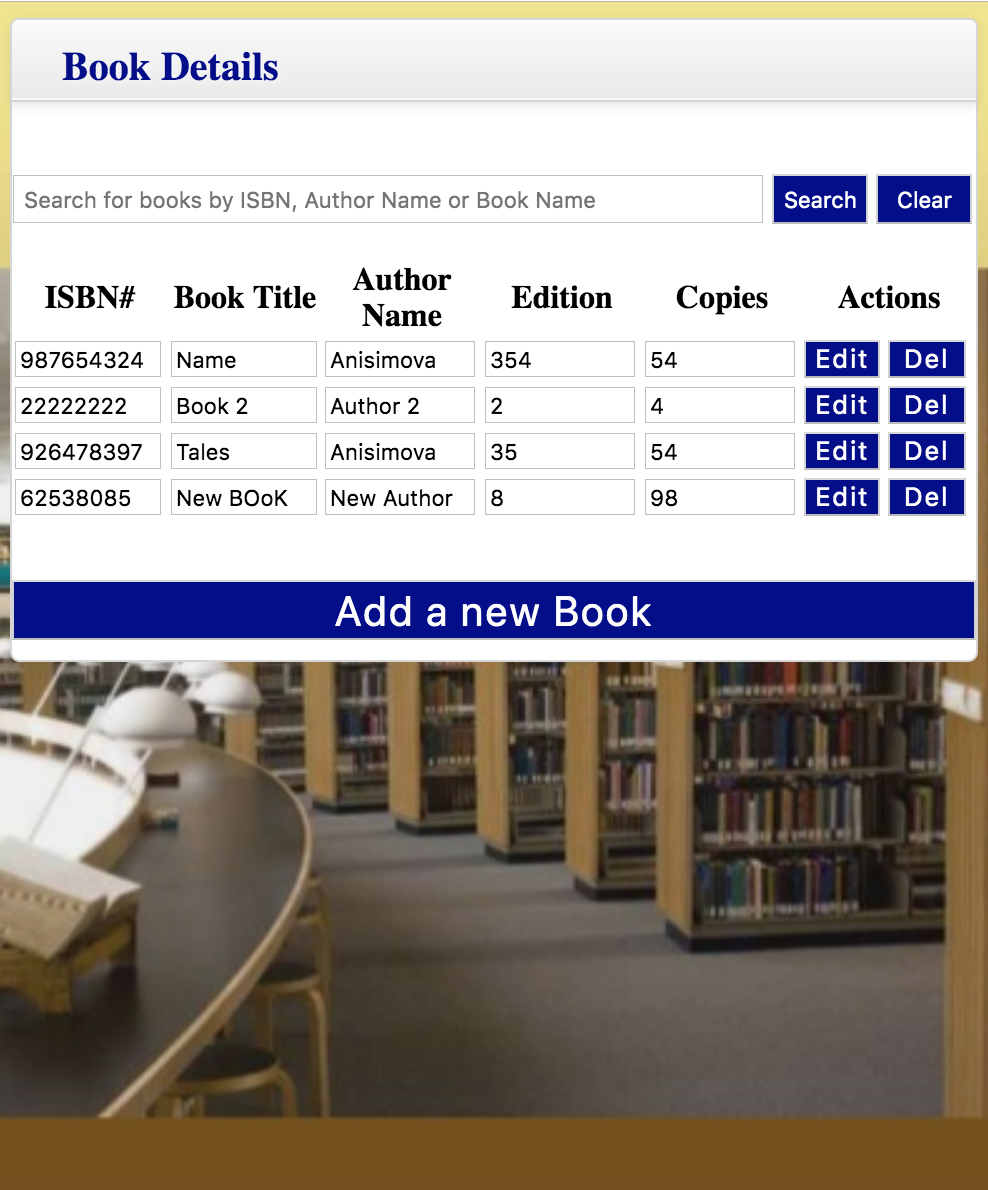 Book Details
Search for books by ISBN, Author Name or Book Name
Search
Clear
ISBN# Book Title Author Name Edition Copies Actions
987654324 Name Anisimova 354 54 Edit Del
22222222 Book 2 Author 2 2 4 Edit Del
926478397 Tales Anisimova 35 54 Edit Del
62538085 New BOoK New Author 8 98 Edit Del
Add a new Book